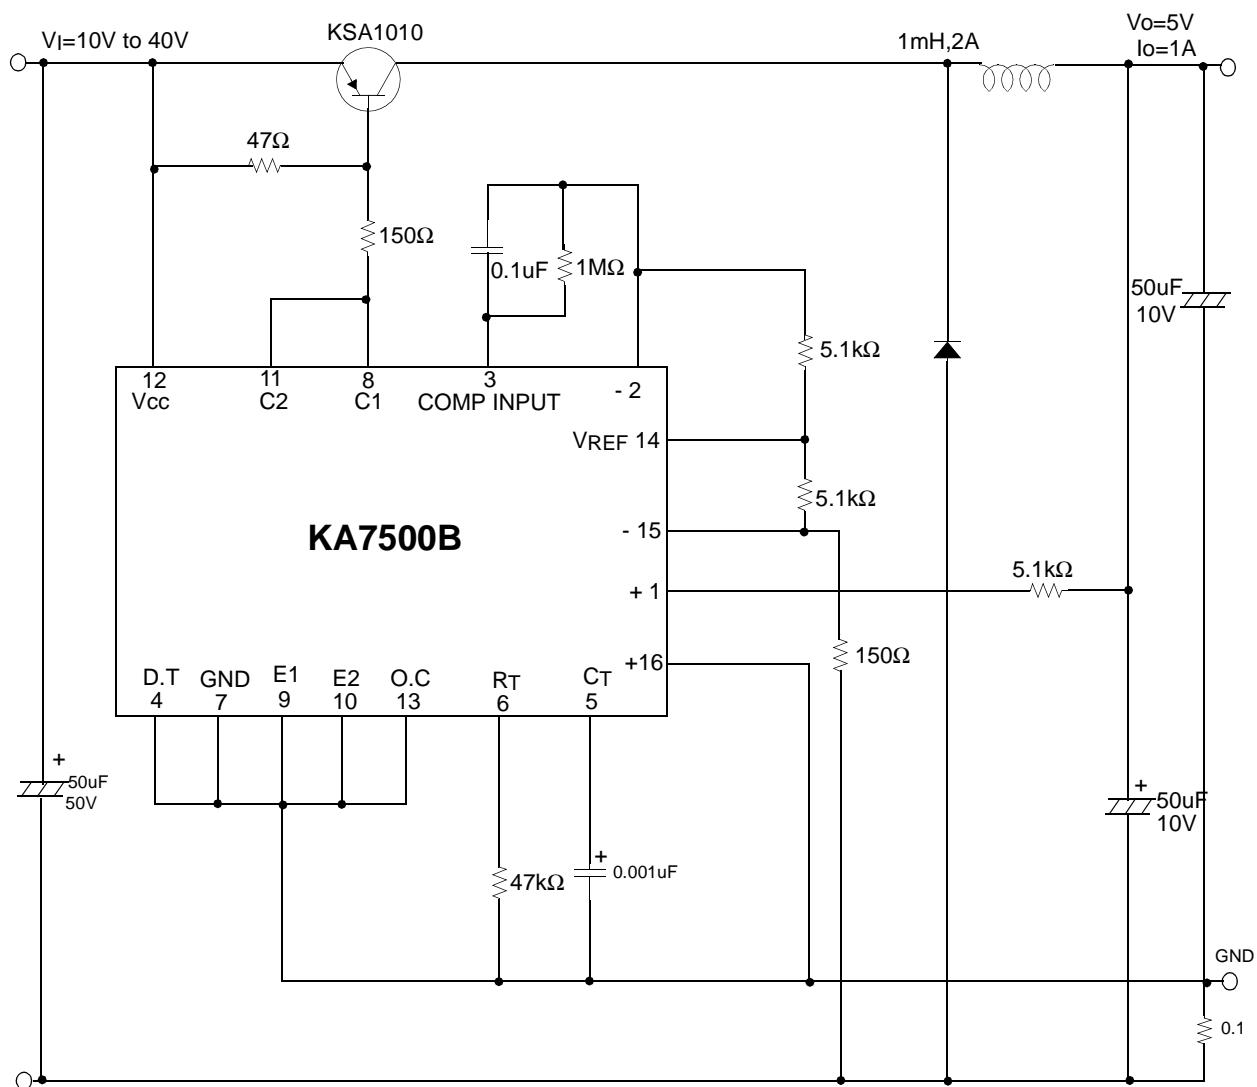 VI=10V to 40V
KSA1010
1mH,2A
Vo=5V
Io=1A
47Ω
150Ω
0.1uF
1MΩ
50uF
10V
5.1kΩ
12
Vcc
11
C2
8
C1
3
COMP INPUT
- 2
VREF 14
5.1kΩ
- 15
KA7500B
5.1kΩ
+ 1
+16
150Ω
D.T
4
GND
7
E1
9
E2
10
O.C
13
RT
6
CT
5
+
50uF
50V
+
50uF
10V
47kΩ
+
0.001uF
GND
0.1